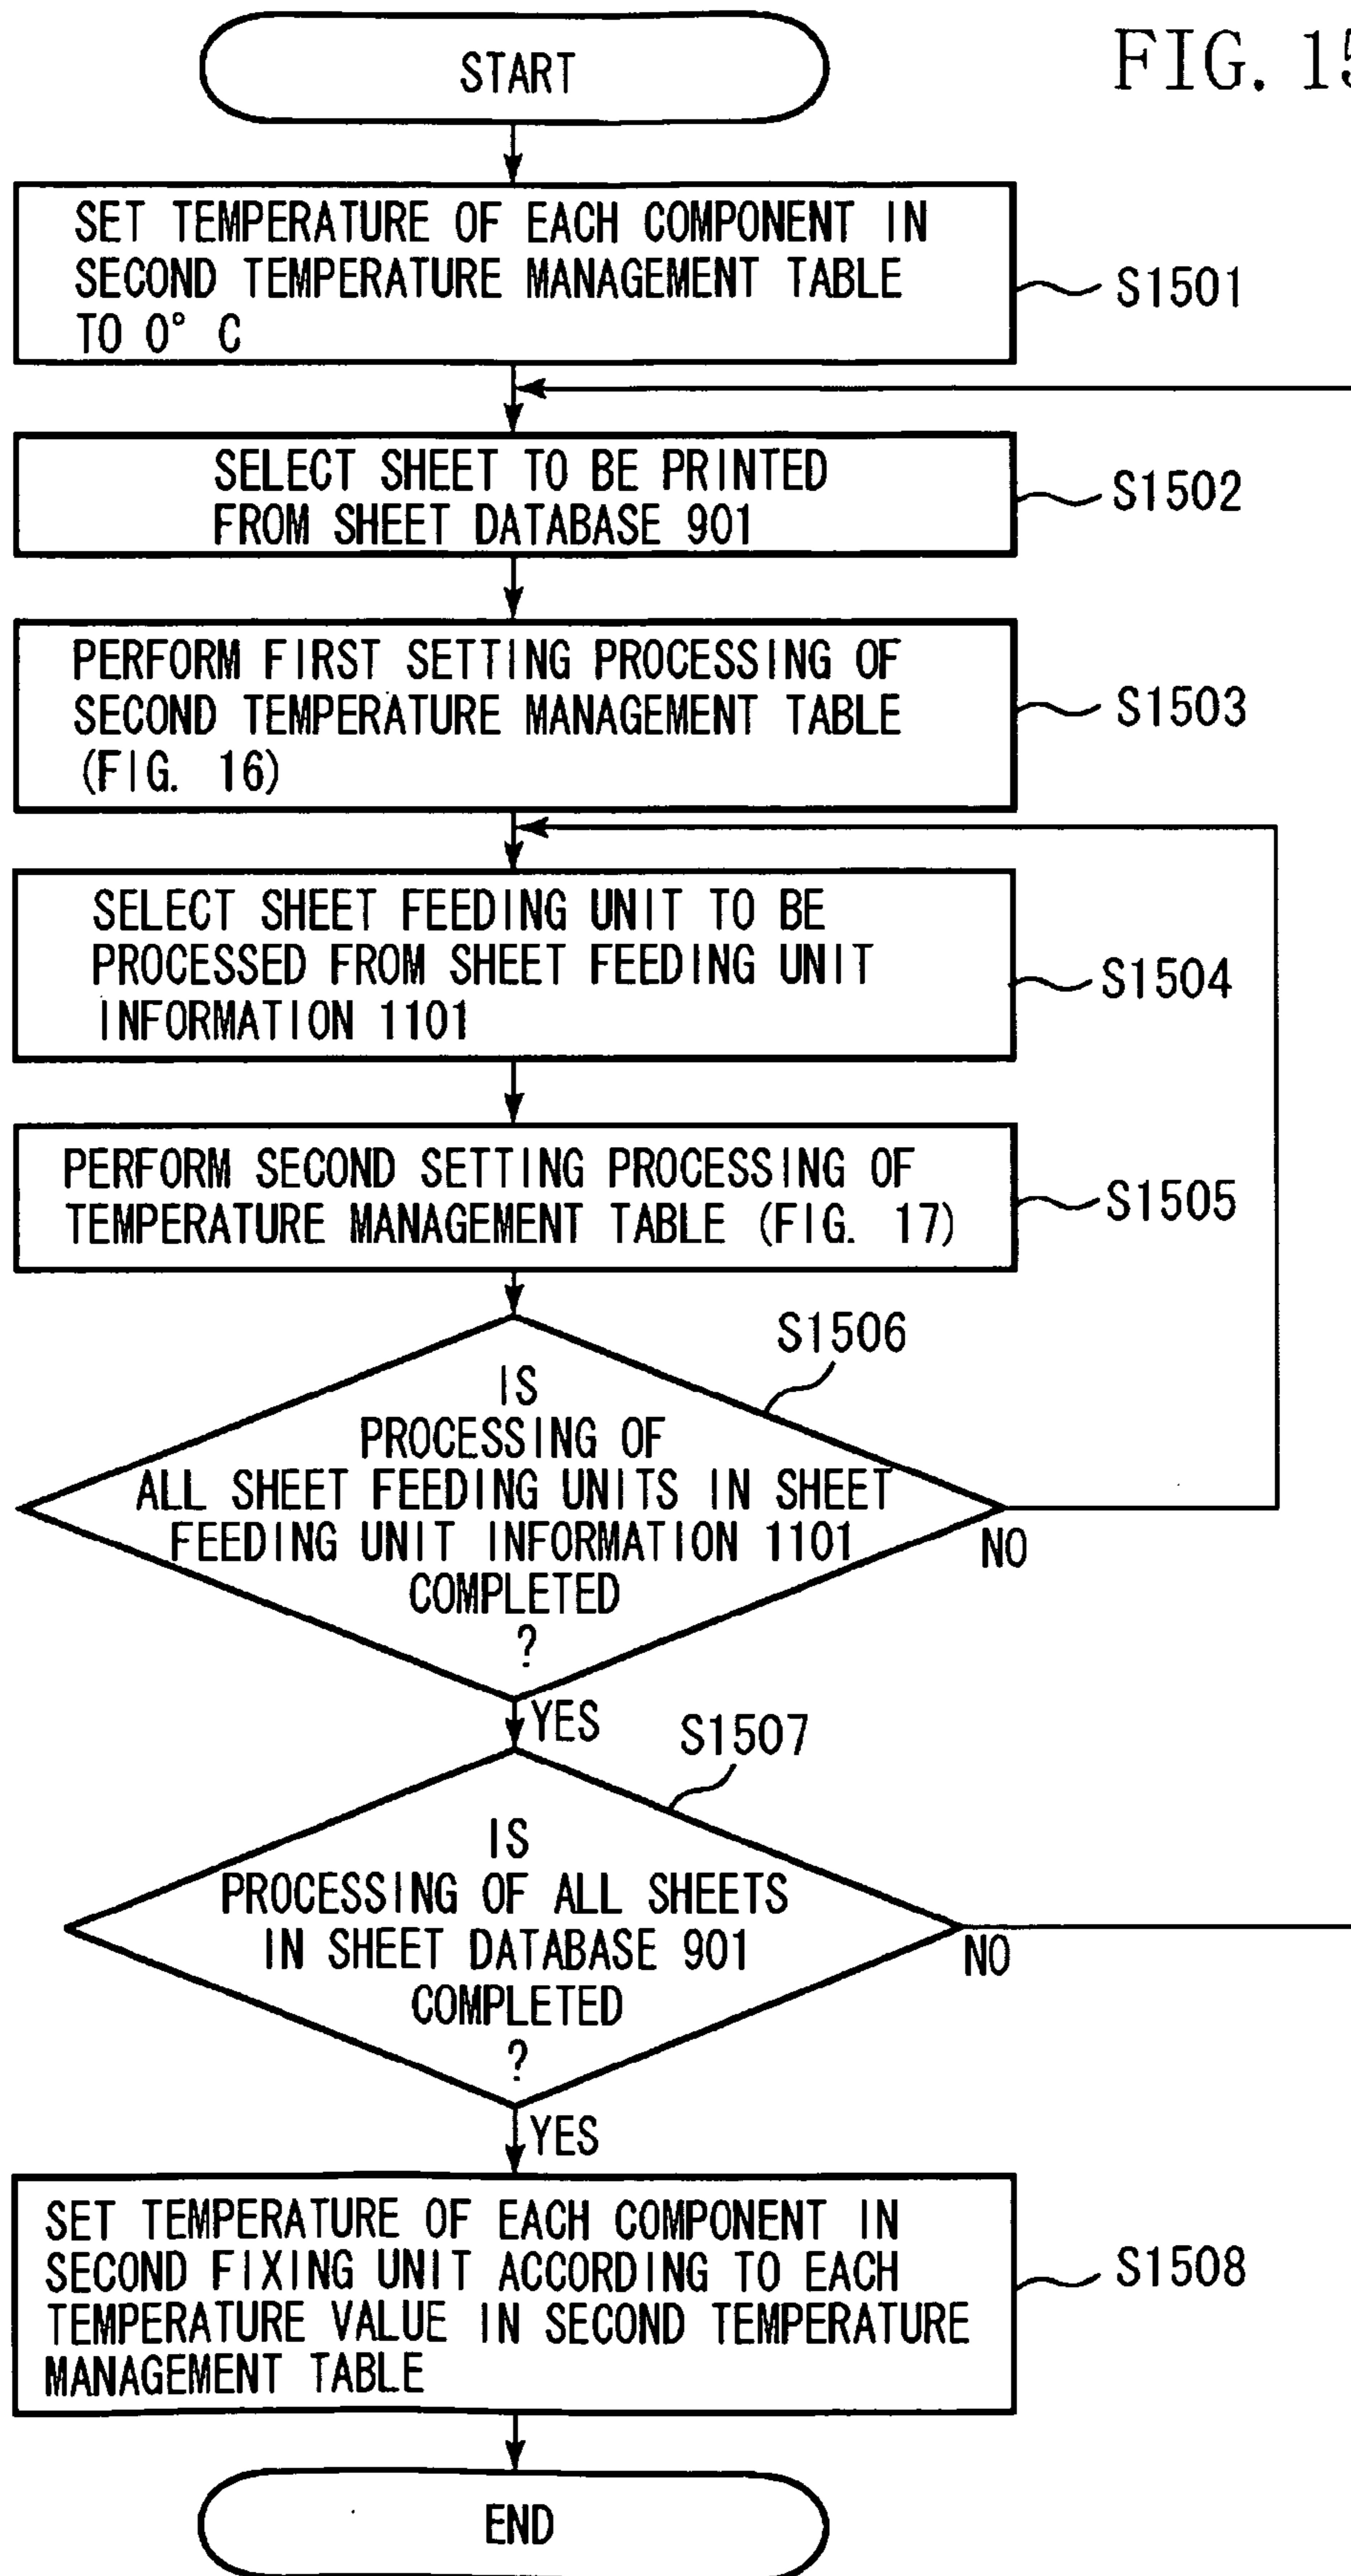 FIG. 15
START
SET TEMPERATURE OF EACH COMPONENT IN
SECOND TEMPERATURE MANAGEMENT TABLE
TO 0° C
S1501
SELECT SHEET TO BE PRINTED
FROM SHEET DATABASE 901
S1502
PERFORM FIRST SETTING PROCESSING OF
SECOND TEMPERATURE MANAGEMENT TABLE
(FIG. 16)
S1503
SELECT SHEET FEEDING UNIT TO BE
PROCESSED FROM SHEET FEEDING UNIT
INFORMATION 1101
S1504
PERFORM SECOND SETTING PROCESSING OF
TEMPERATURE MANAGEMENT TABLE (FIG. 17)
S1505
S1506
IS
PROCESSING OF
ALL SHEET FEEDING UNITS IN SHEET
FEEDING UNIT INFORMATION 1101
COMPLETED
?
NO
YES
S1507
IS
PROCESSING OF ALL SHEETS
IN SHEET DATABASE 901
COMPLETED
?
NO
YES
SET TEMPERATURE OF EACH COMPONENT IN
SECOND FIXING UNIT ACCORDING TO EACH
TEMPERATURE VALUE IN SECOND TEMPERATURE
MANAGEMENT TABLE
S1508
END